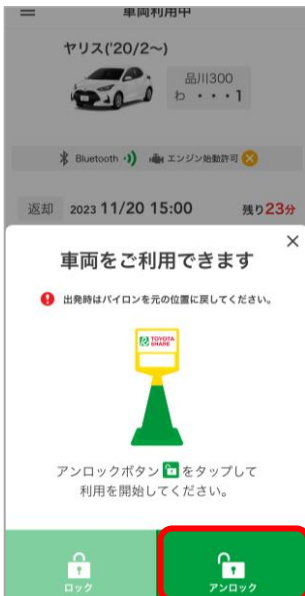 車両利用中
ヤリス('20/2～)
品川300
わ ・・・1
Bluetooth エンジン始動許可
返却 2023 11/20 15:00 残り23分
車両をご利用できます
出発時はパイロンを元の位置に戻してください。
TOYOTA
SHARE
アンロックボタン をタップして
利用を開始してください。
ロック アンロック